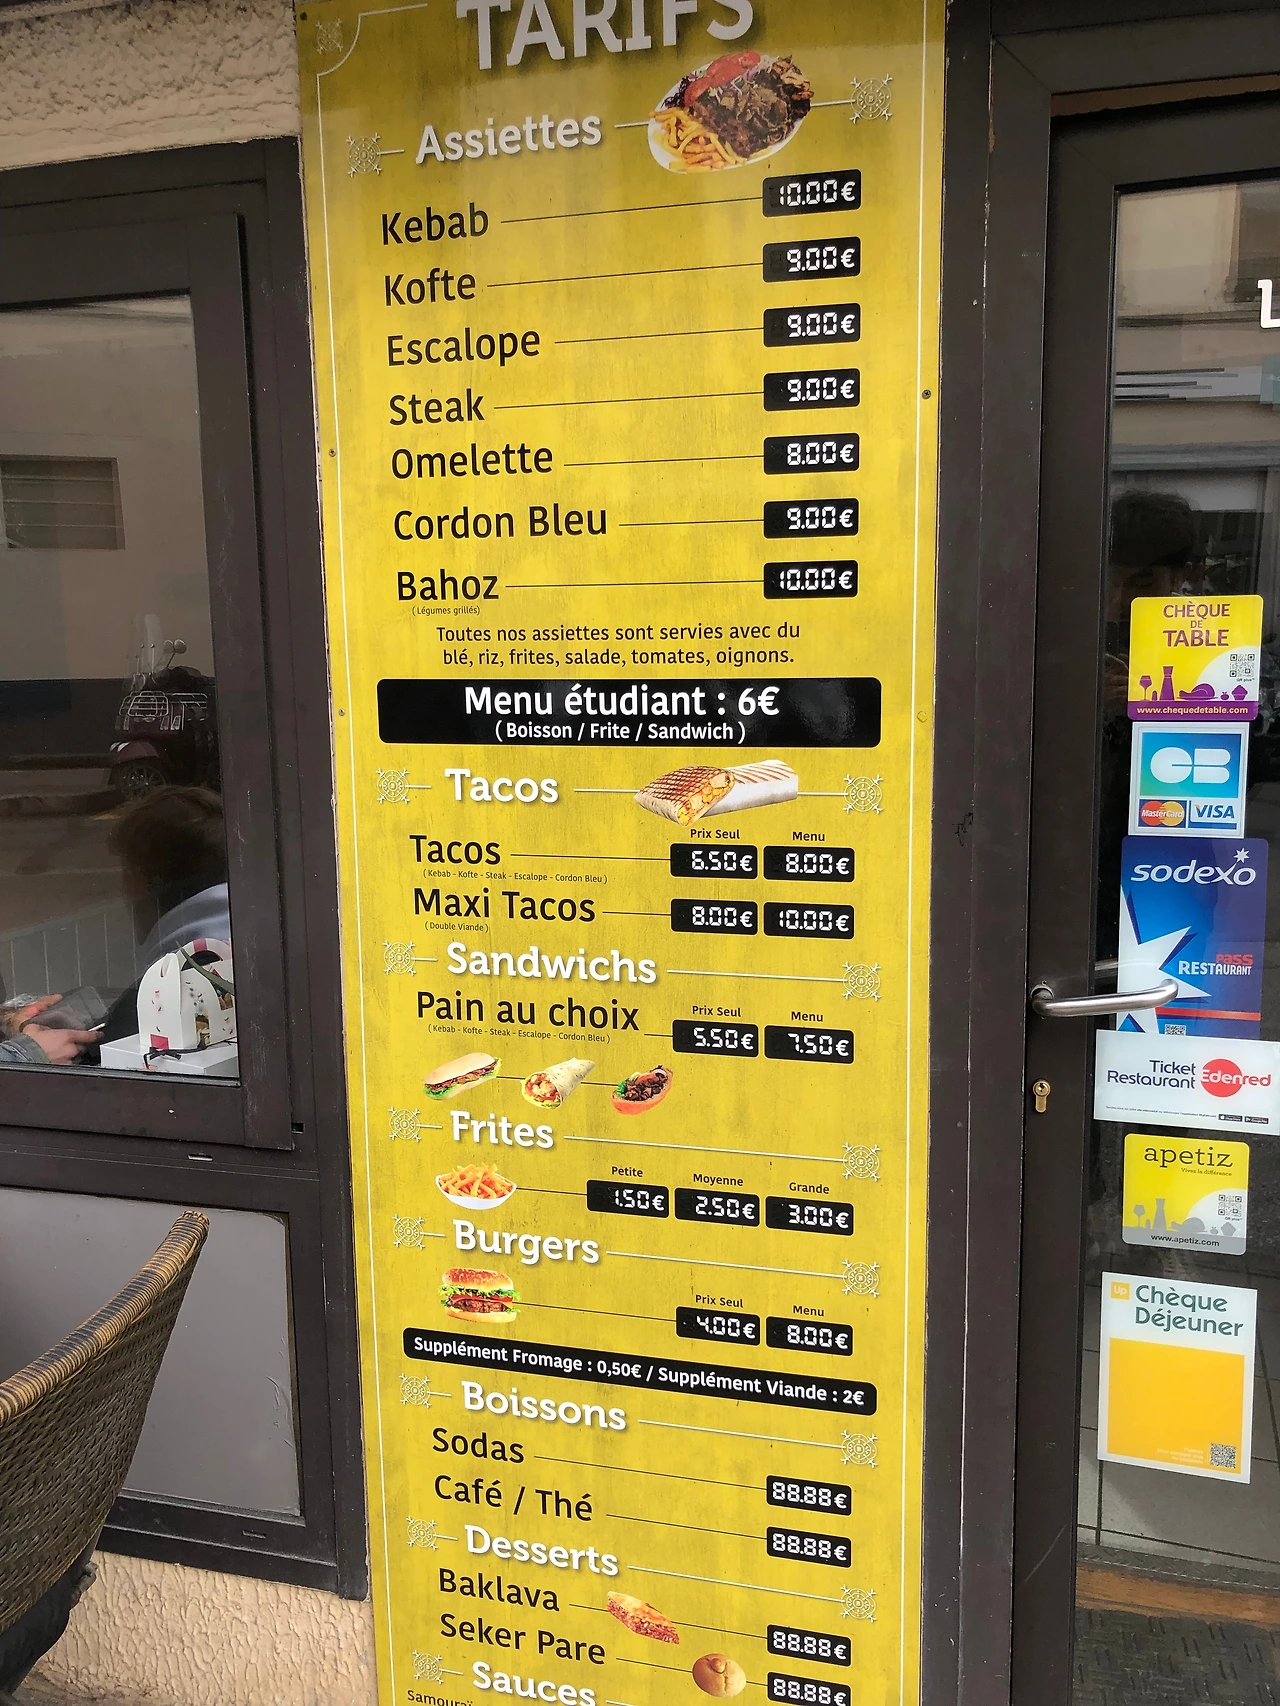 TARIFS
Assiettes
Kebab 10.00€
Kofte 9.00€
Escalope 9.00€
Steak 9.00€
Omelette 8.00€
Cordon Bleu 9.00€
Bahoz 10.00€
( Légumes grillés)
Toutes nos assiettes sont servies avec du
blé, riz, frites, salade, tomates, oignons.
Menu étudiant : 6€
( Boisson / Frite / Sandwich )
Tacos
Prix Seul Menu
Tacos 6.50€ 8.00€
( Kebab - Kofte - Steak - Escalope - Cordon Bleu )
Maxi Tacos 8.00€ 10.00€
( Double Viande )
Sandwichs
Prix Seul Menu
Pain au choix 5.50€ 7.50€
( Kebab - Kofte - Steak - Escalope - Cordon Bleu )
Frites
Petite Moyenne Grande
1.50€ 2.50€ 3.00€
Burgers
Prix Seul Menu
4.00€ 8.00€
Supplément Fromage : 0,50€ / Supplément Viande : 2€
Boissons
Sodas 88.88€
Café / Thé 88.88€
Desserts
Baklava 88.88€
Seker Pare 88.88€
Sauces
Samouraï
CHÈQUE
DE
TABLE
www.chequedetable.com
CB
MasterCard VISA
sodexo
PASS
RESTAURANT
Ticket
Restaurant Edenred
apetiz
Vivez la différence
www.apetiz.com
Up Chèque
Déjeuner